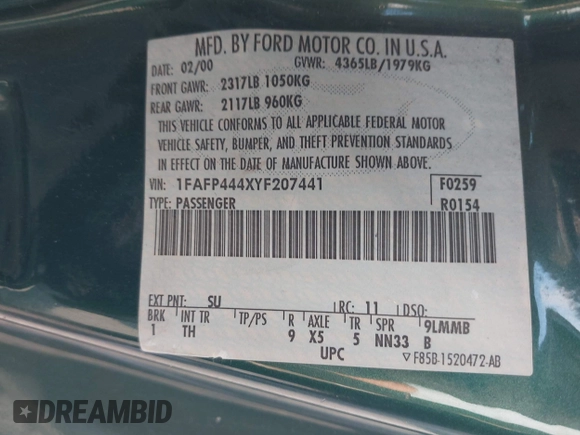 MFD. BY FORD MOTOR CO. IN U.S.A.
DATE: 02/00 GVWR: 4365LB/1979KG
FRONT GAWR: 2317LB 1050KG
REAR GAWR: 2117LB 960KG
THIS VEHICLE CONFORMS TO ALL APPLICABLE FEDERAL MOTOR
VEHICLE SAFETY, BUMPER, AND THEFT PREVENTION STANDARDS
IN EFFECT ON THE DATE OF MANUFACTURE SHOWN ABOVE.
VIN: 1FAFP444XYF207441 F0259
TYPE: PASSENGER R0154
EXT PNT: SU RC: 11 DSO:
BRK INT TR TP/PS R AXLE TR SPR 9LMMB
1 TH 9 X5 5 NN33 B
UPC F85B-1520472-AB
DREAMBID